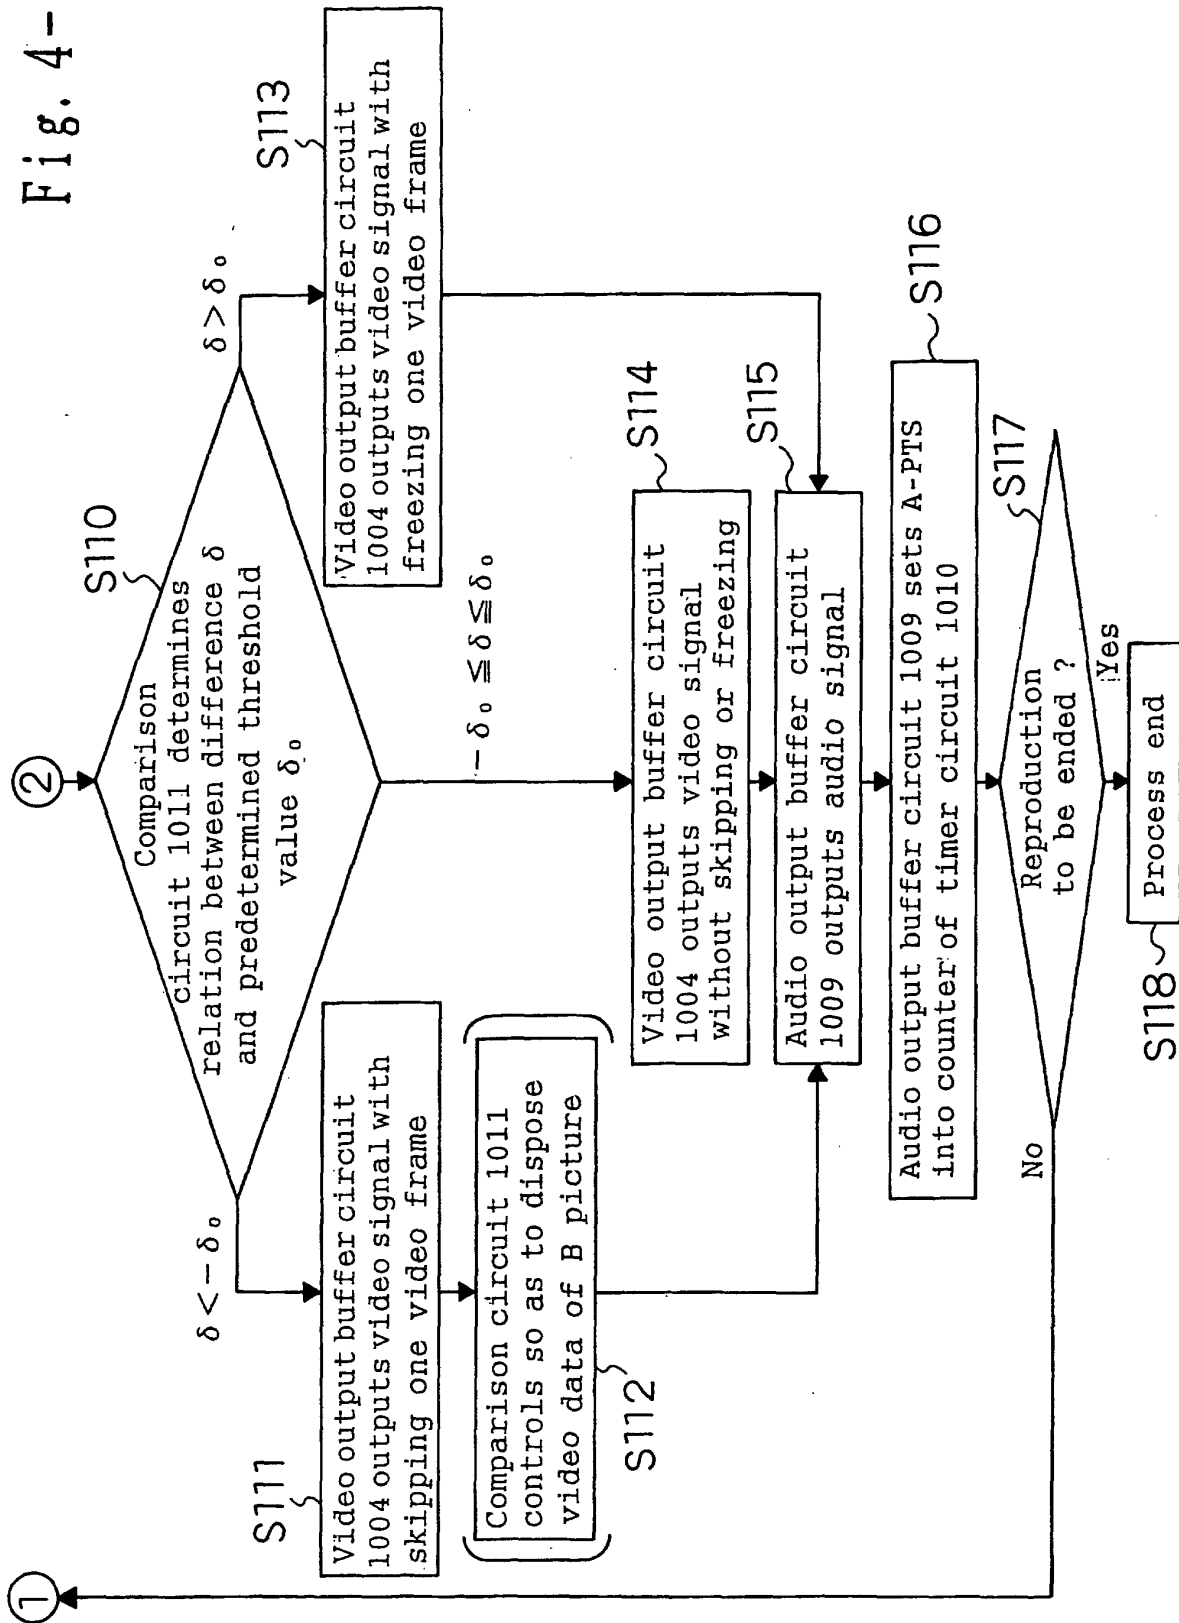 Fig. 4-
②
S110
Comparison
circuit 1011 determines
relation between difference δ
and predetermined threshold
value δ₀
δ<-δ₀
δ>δ₀
-δ₀≦δ≦δ₀
S111
Video output buffer circuit
1004 outputs video signal with
skipping one video frame
Comparison circuit 1011
controls so as to dispose
video data of B picture
S112
S113
Video output buffer circuit
1004 outputs video signal with
freezing one video frame
S114
Video output buffer circuit
1004 outputs video signal
without skipping or freezing
S115
Audio output buffer circuit
1009 outputs audio signal
S116
Audio output buffer circuit 1009 sets A-PTS
into counter of timer circuit 1010
S117
Reproduction
to be ended ?
No
Yes
①
S118
Process end